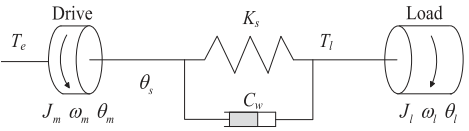 Drive
Load
T_e
K_s
T_l
θ_s
C_w
J_m ω_m θ_m
J_l ω_l θ_l